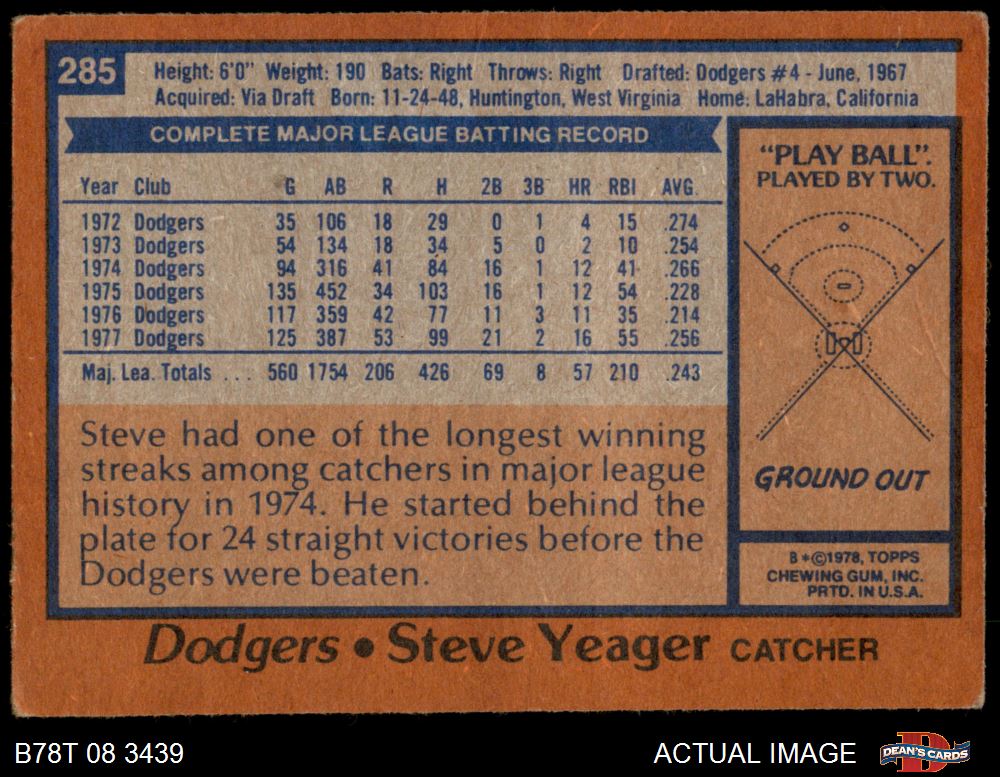 285
Height: 6'0" Weight: 190 Bats: Right Throws: Right Drafted: Dodgers #4 - June, 1967
Acquired: Via Draft Born: 11-24-48, Huntington, West Virginia Home: LaHabra, California
COMPLETE MAJOR LEAGUE BATTING RECORD
Year Club G AB R H 2B 3B HR RBI AVG.
1972 Dodgers 35 106 18 29 0 1 4 15 .274
1973 Dodgers 54 134 18 34 5 0 2 10 .254
1974 Dodgers 94 316 41 84 16 1 12 41 .266
1975 Dodgers 135 452 34 103 16 1 12 54 .228
1976 Dodgers 117 359 42 77 11 3 11 35 .214
1977 Dodgers 125 387 53 99 21 2 16 55 .256
Maj. Lea. Totals ... 560 1754 206 426 69 8 57 210 .243
Steve had one of the longest winning
streaks among catchers in major league
history in 1974. He started behind the
plate for 24 straight victories before the
Dodgers were beaten.
"PLAY BALL".
PLAYED BY TWO.
GROUND OUT
B*©1978, TOPPS
CHEWING GUM, INC.
PRTD. IN U.S.A.
Dodgers • Steve Yeager CATCHER
B78T 08 3439
ACTUAL IMAGE
DEAN'S CARDS